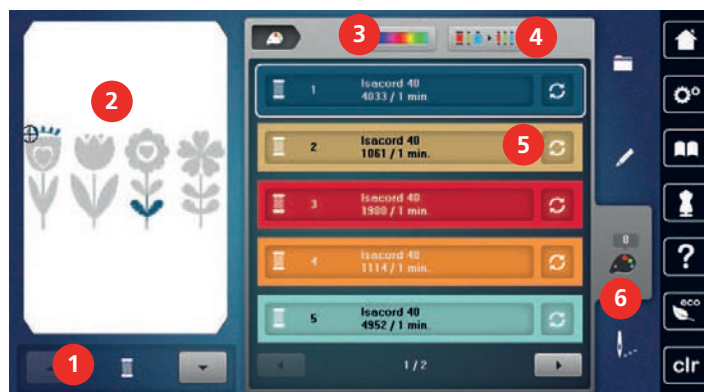 3
4
1 Isacord 40
4033 / 1 min.
2
2 Isacord 40
1061 / 1 min.
5
3 Isacord 40
1980 / 1 min.
8
4 Isacord 40
1114 / 1 min.
?
6
eco
5 Isacord 40
4952 / 1 min.
1
1/2
clr